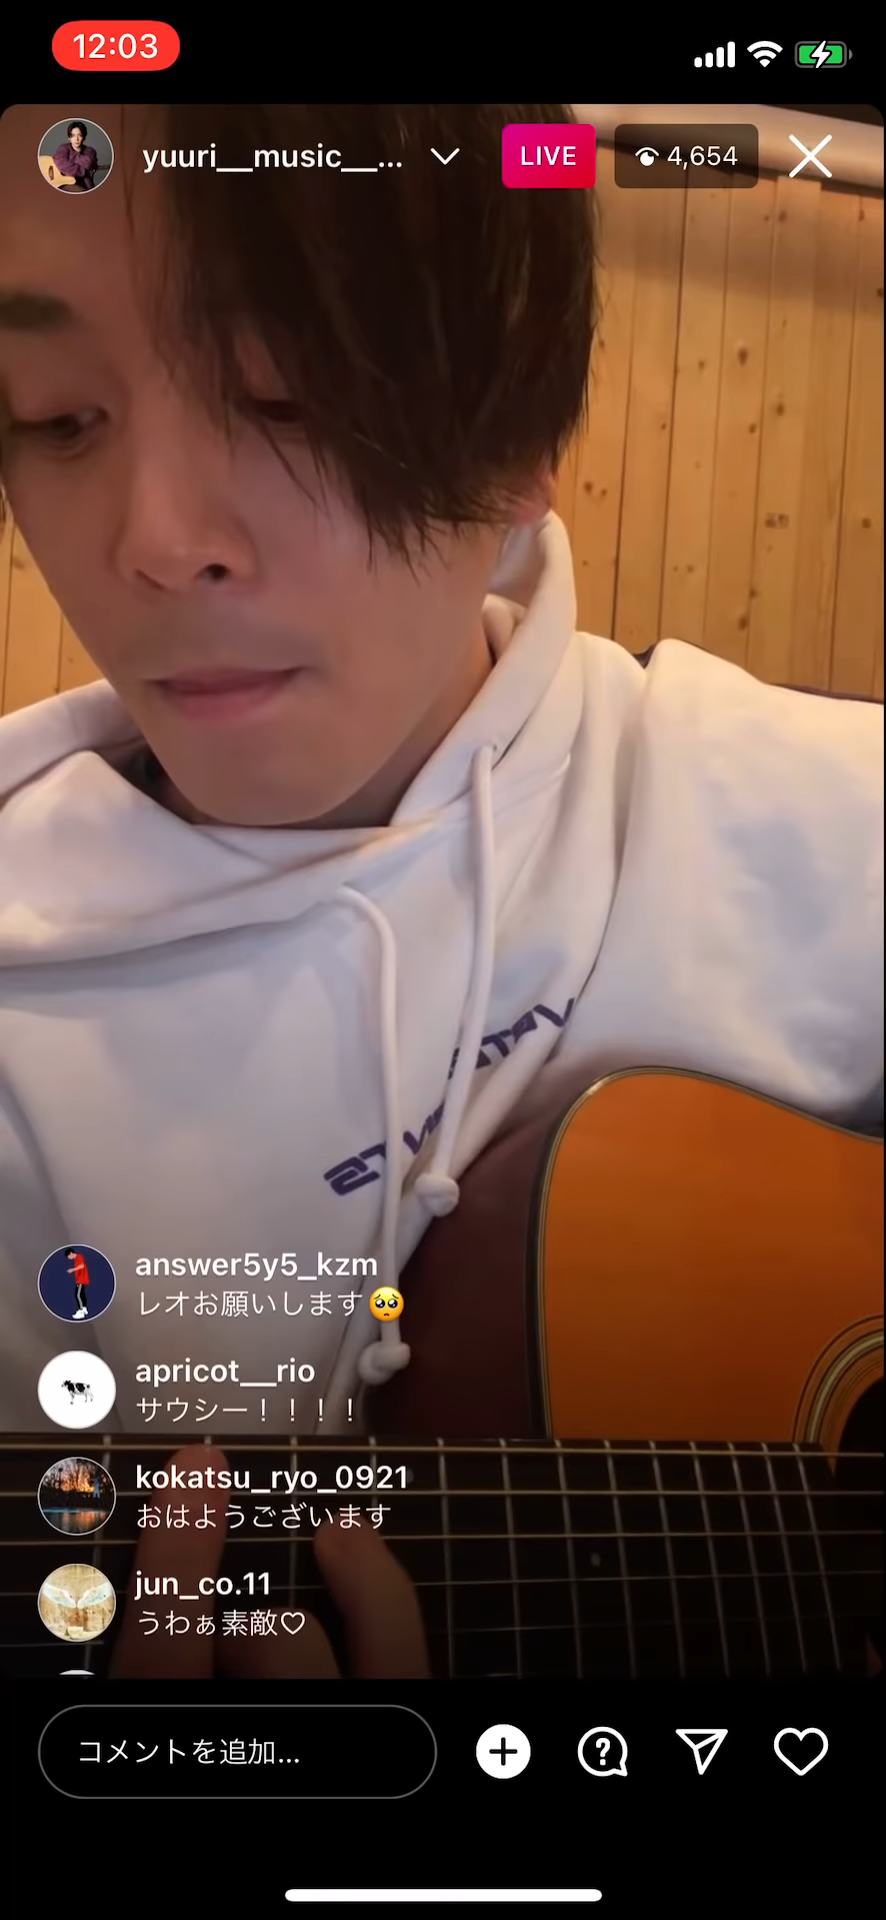 12:03
yuuri__music__...
LIVE
4,654
answer5y5_kzm
レオお願いします🥺
apricot__rio
サウシー！！！！
kokatsu_ryo_0921
おはようございます
jun_co.11
うわぁ素敵♡
コメントを追加...